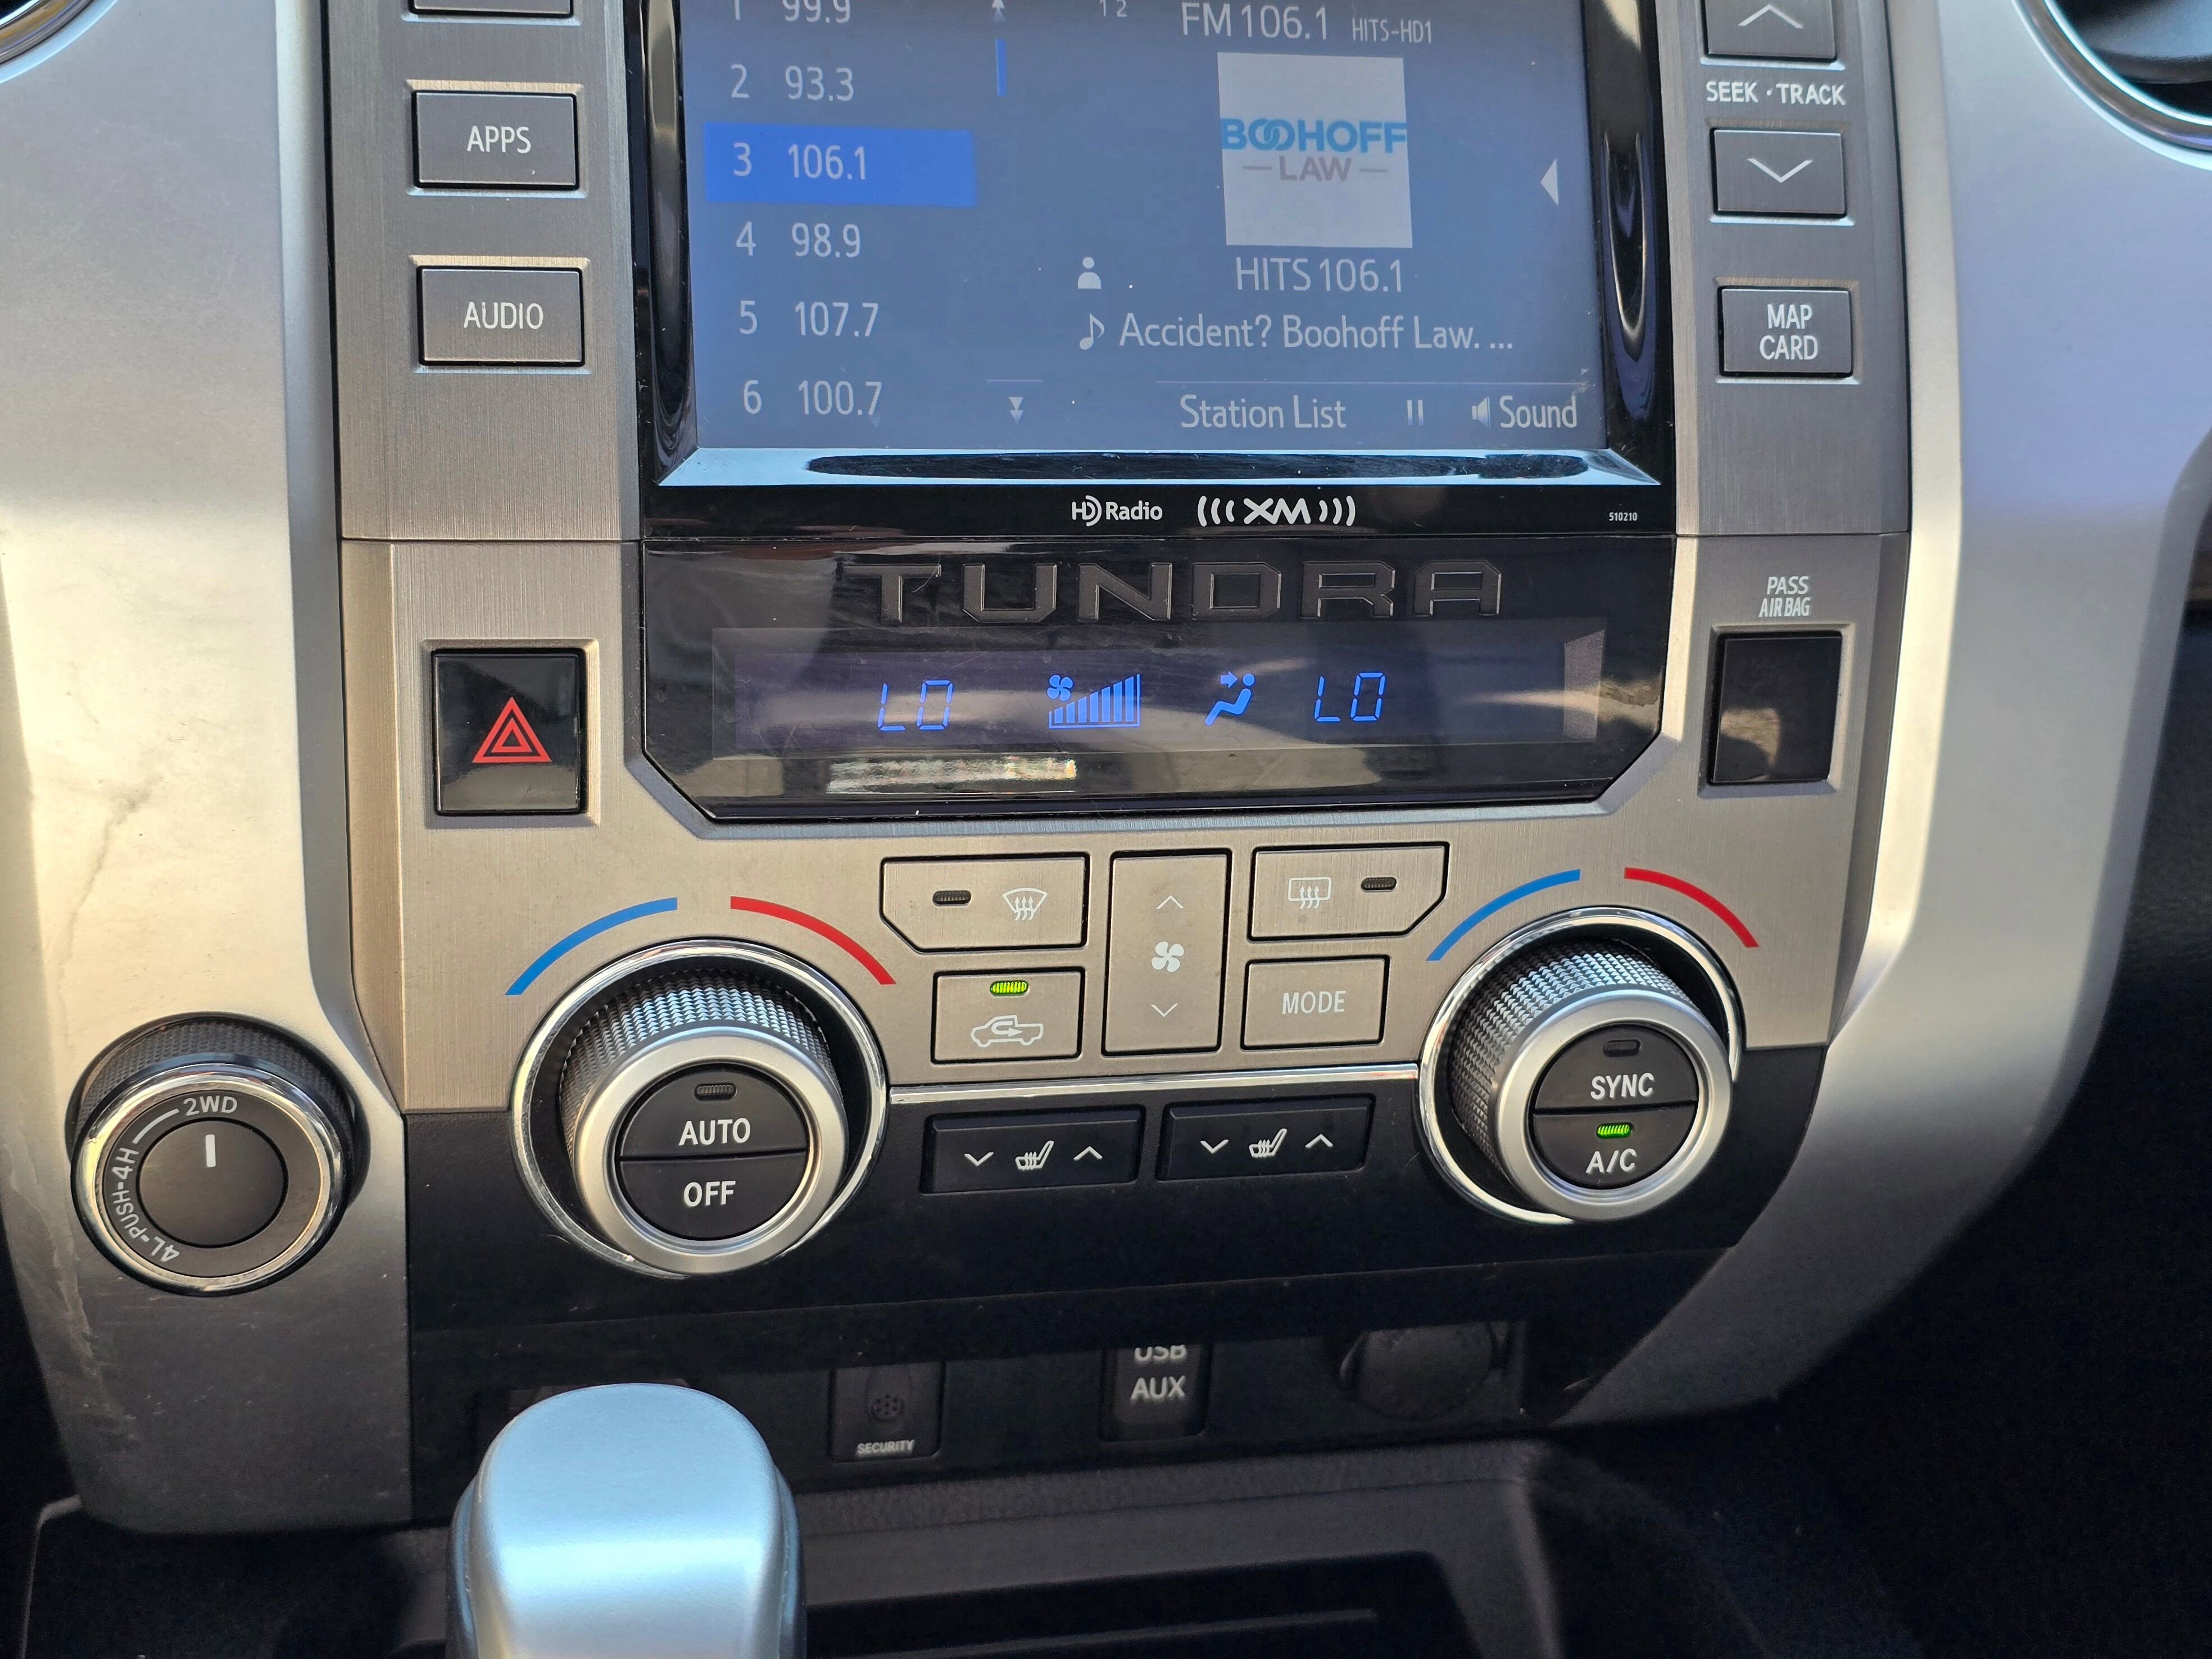 1 99.9
12
FM 106.1 HITS-HD1
2 93.3
3 106.1
4 98.9
5 107.7
6 100.7
BOOHOFF
LAW
HITS 106.1
Accident? Boohoff Law. ...
Station List
Sound
APPS
AUDIO
SEEK · TRACK
MAP
CARD
HD Radio
((( XM )))
510210
TUNDRA
PASS
AIR BAG
LO
LO
MODE
2WD
4H
4L-PUSH-
AUTO
OFF
SYNC
A/C
USB
AUX
SECURITY